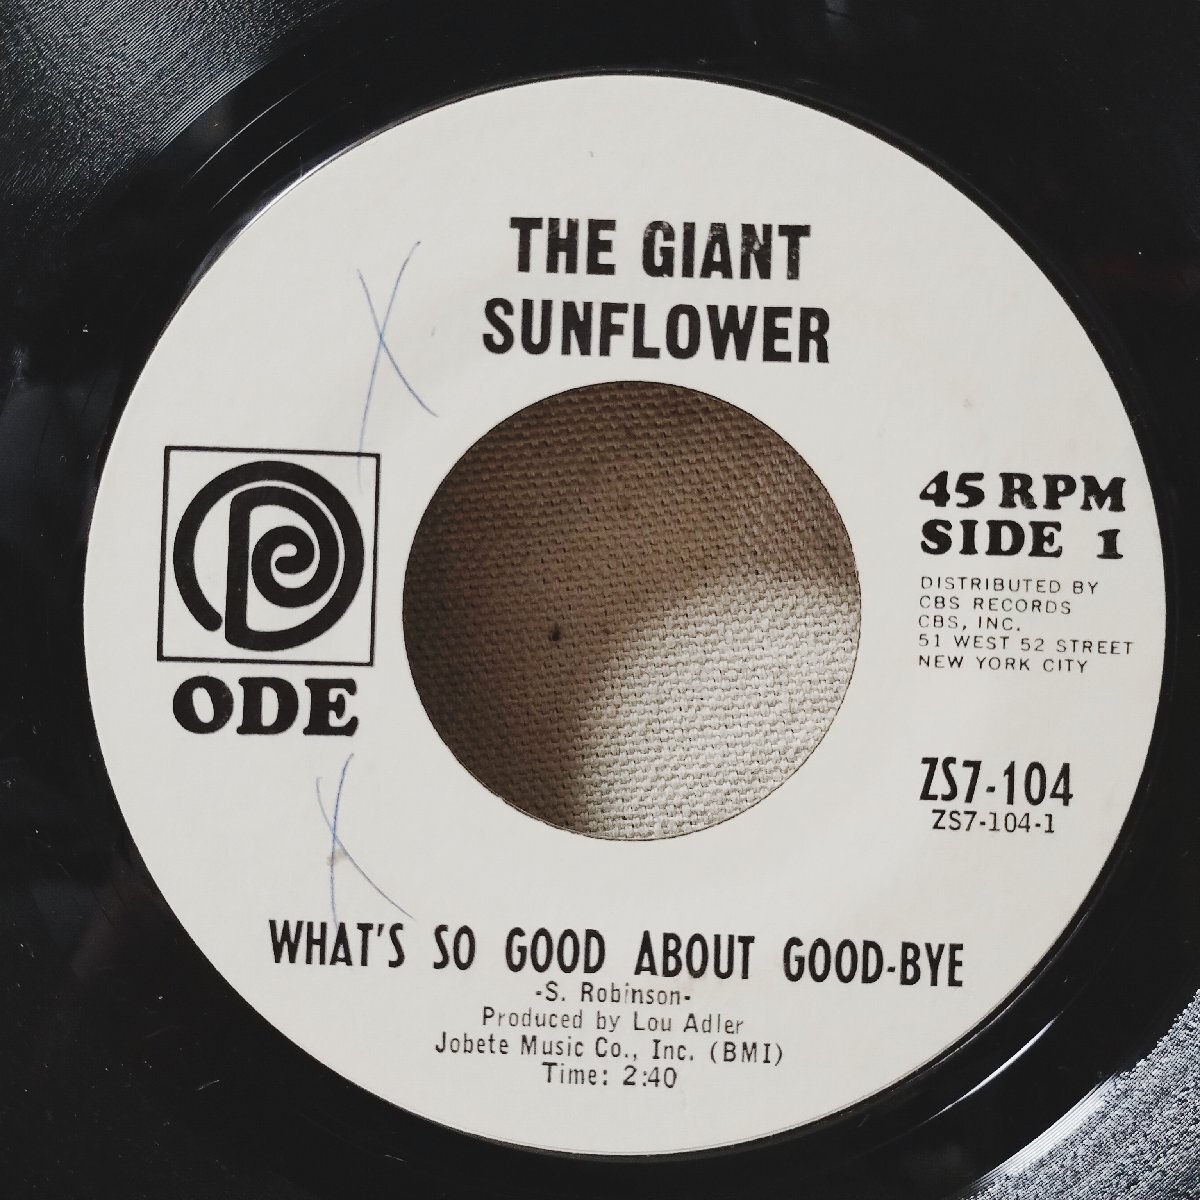 THE GIANT
SUNFLOWER
ODE
45 RPM
SIDE 1
DISTRIBUTED BY
CBS RECORDS
CBS, INC.
51 WEST 52 STREET
NEW YORK CITY
ZS7-104
ZS7-104-1
WHAT'S SO GOOD ABOUT GOOD-BYE
-S. Robinson-
Produced by Lou Adler
Jobete Music Co., Inc. (BMI)
Time: 2:40